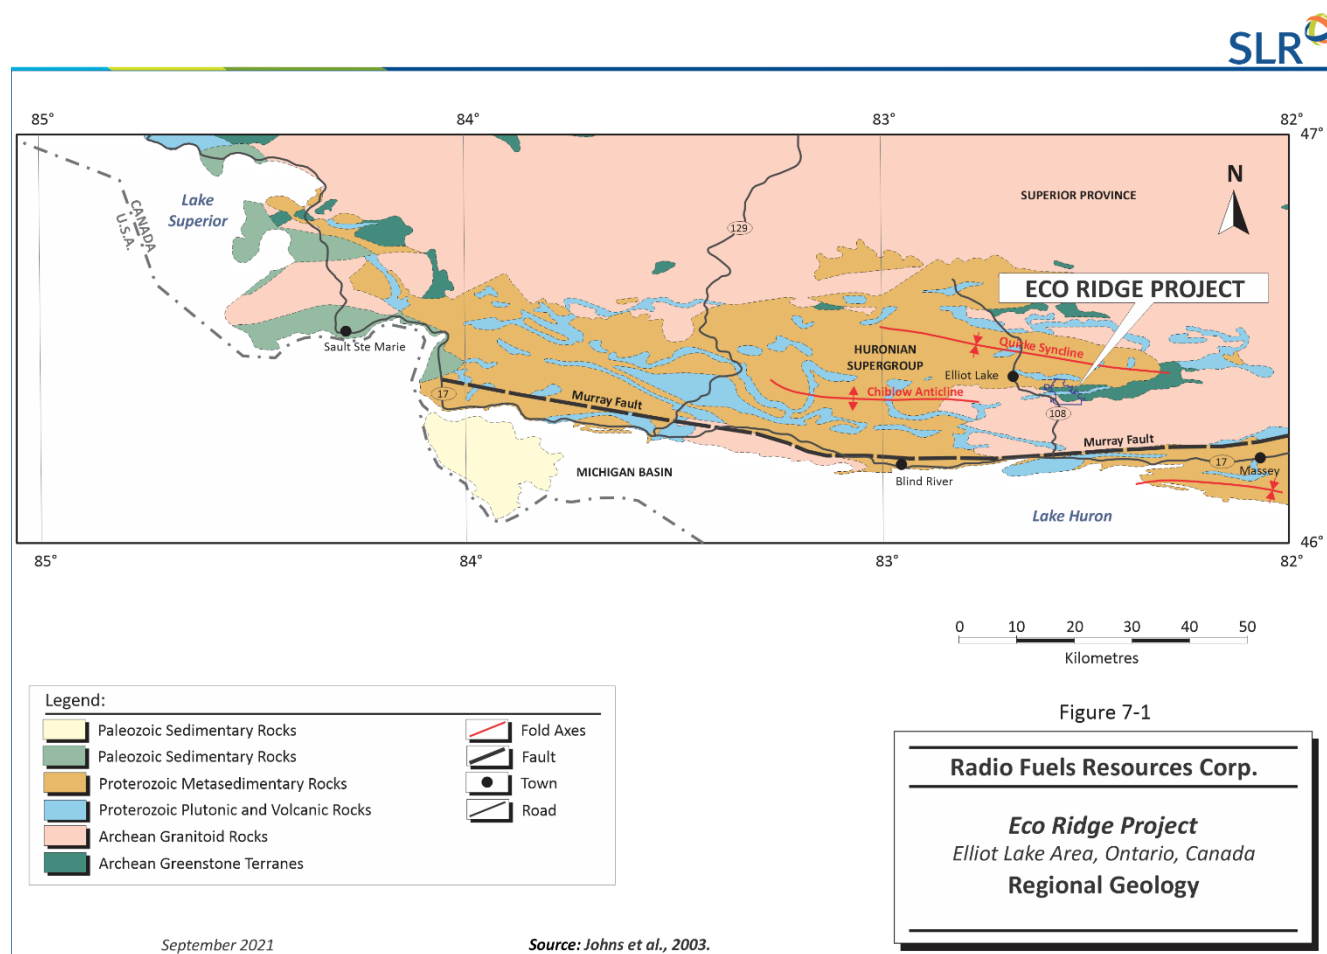 SLR
85°
84°
83°
82°
47°
Lake
Superior
CANADA
U.S.A.
SUPERIOR PROVINCE
N
129
ECO RIDGE PROJECT
Sault Ste Marie
Quirke Syncline
HURONIAN
SUPERGROUP
Elliot Lake
Chiblow Anticline
17
Murray Fault
108
Murray Fault
MICHIGAN BASIN
Blind River
17
Massey
Lake Huron
46°
85°
84°
83°
82°
0 10 20 30 40 50
Kilometres
Legend:
Paleozoic Sedimentary Rocks
Paleozoic Sedimentary Rocks
Proterozoic Metasedimentary Rocks
Proterozoic Plutonic and Volcanic Rocks
Archean Granitoid Rocks
Archean Greenstone Terranes
Fold Axes
Fault
Town
Road
Figure 7-1
Radio Fuels Resources Corp.
Eco Ridge Project
Elliot Lake Area, Ontario, Canada
Regional Geology
September 2021
Source: Johns et al., 2003.